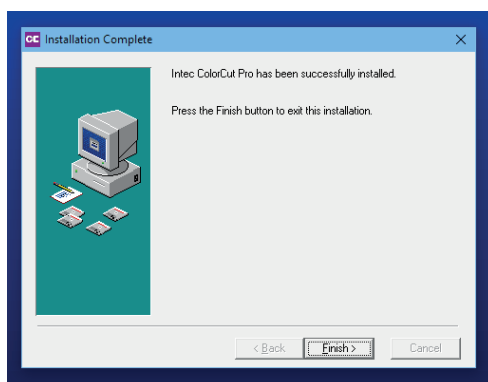 CC Installation Complete
Intec ColorCut Pro has been successfully installed.
Press the Finish button to exit this installation.
< Back Finish > Cancel